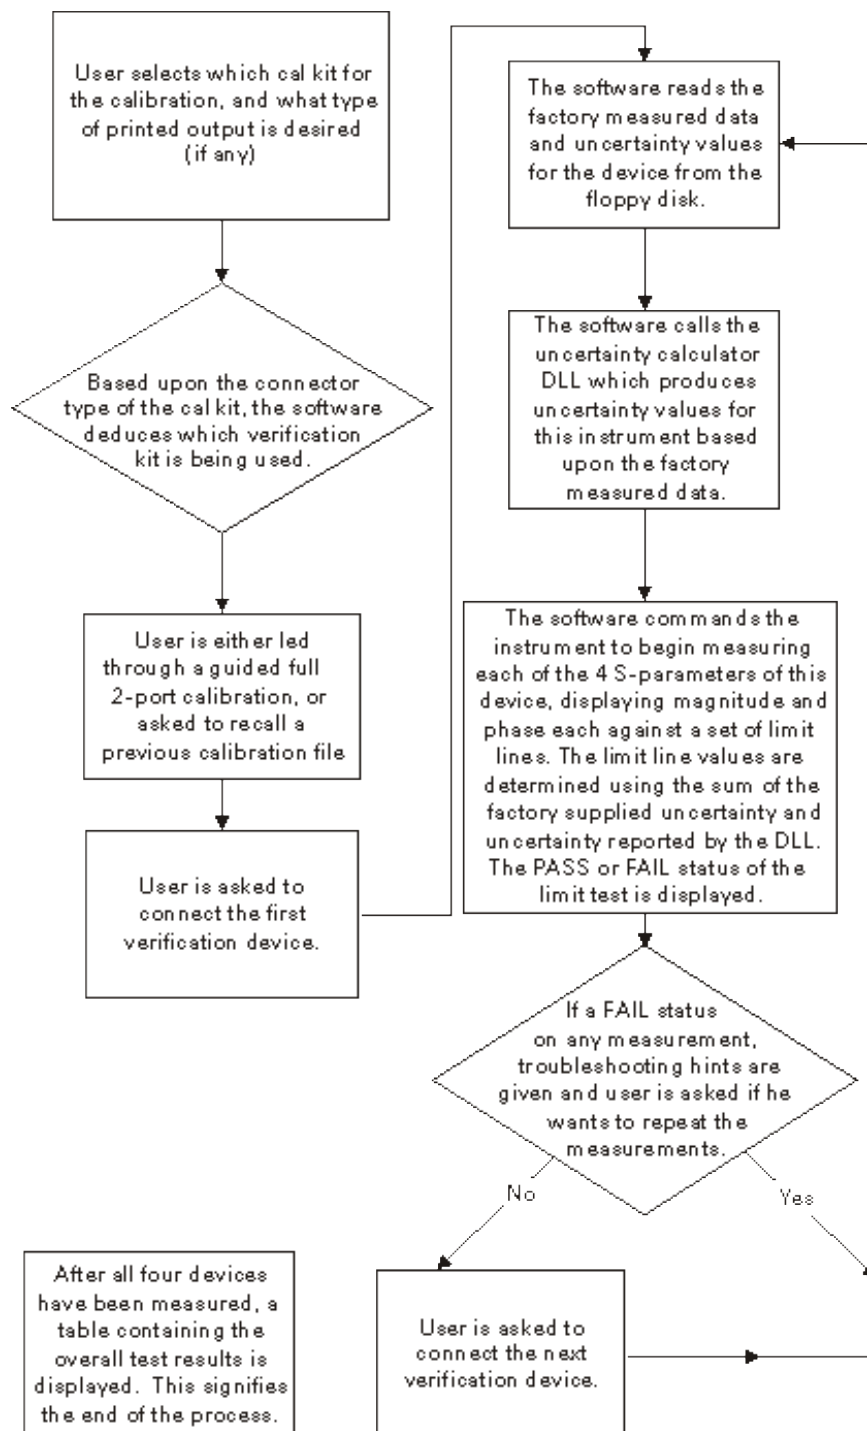 User selects which cal kit for
the calibration, and what type
of printed output is desired
(if any)
Based upon the connector
type of the cal kit, the software
deduces which verification
kit is being used.
User is either led
through a guided full
2-port calibration, or
asked to recall a
previous calibration file
User is asked to
connect the first
verification device.
The software reads the
factory measured data
and uncertainty values
for the device from the
floppy disk.
The software calls the
uncertainty calculator
DLL which produces
uncertainty values for
this instrument based
upon the factory
measured data.
The software commands the
instrument to begin measuring
each of the 4 S-parameters of this
device, displaying magnitude and
phase each against a set of limit
lines. The limit line values are
determined using the sum of the
factory supplied uncertainty and
uncertainty reported by the DLL.
The PASS or FAIL status of the
limit test is displayed.
If a FAIL status
on any measurement,
troubleshooting hints are
given and user is asked if he
wants to repeat the
measurements.
No
Yes
User is asked to
connect the next
verification device.
After all four devices
have been measured, a
table containing the
overall test results is
displayed. This signifies
the end of the process.